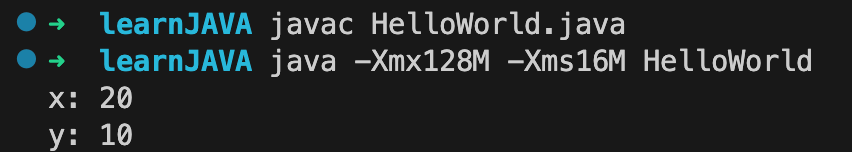 ➜ learnJAVA javac HelloWorld.java
➜ learnJAVA java -Xmx128M -Xms16M HelloWorld
x: 20
y: 10